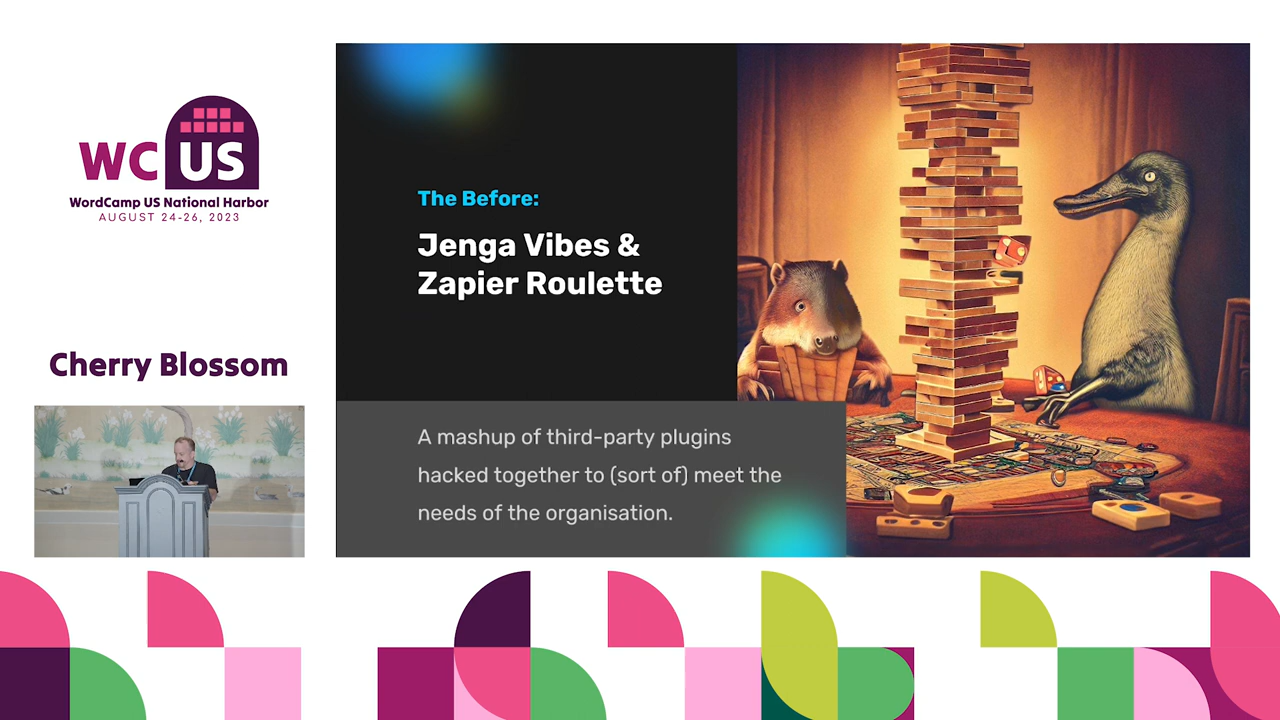 WC US
WordCamp US National Harbor
AUGUST 24-26, 2023
Cherry Blossom
The Before:
Jenga Vibes &
Zapier Roulette
A mashup of third-party plugins
hacked together to (sort of) meet the
needs of the organisation.